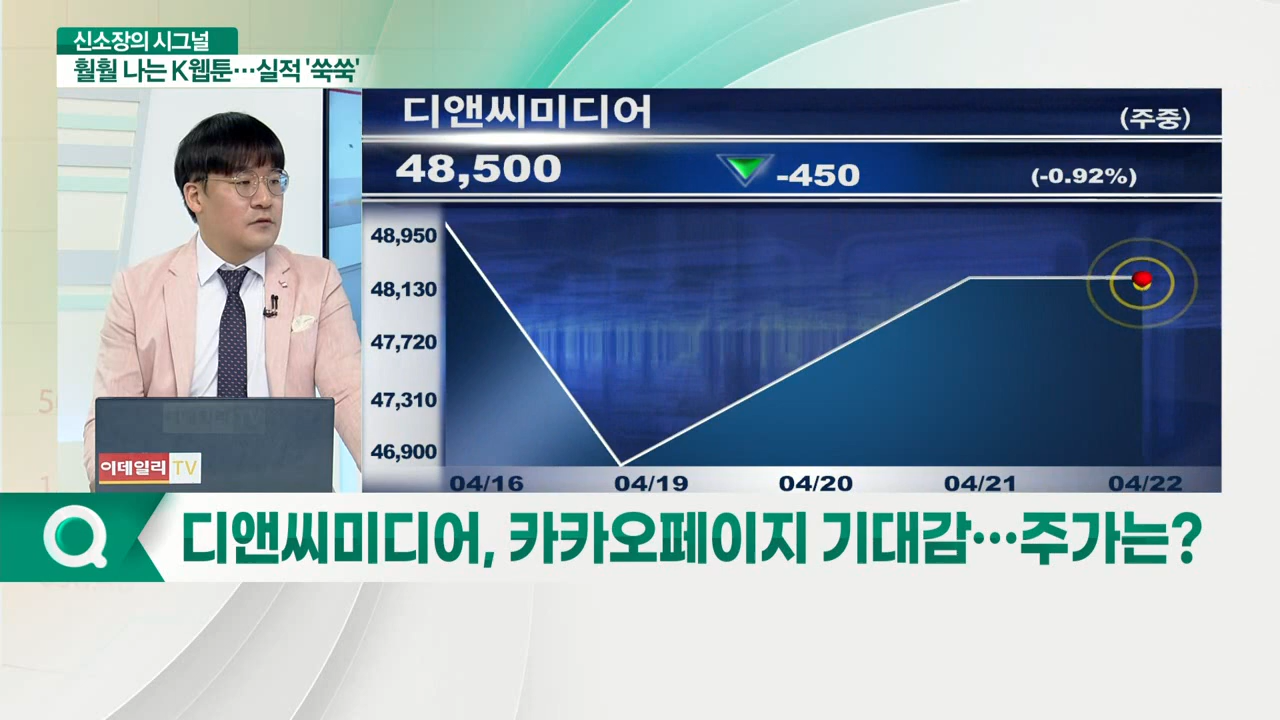 신소장의 시그널
훨훨 나는 K웹툰…실적 '쑥쑥'
디앤씨미디어
(주중)
48,500
-450
(-0.92%)
48,950
48,130
47,720
47,310
46,900
04/16
04/19
04/20
04/21
04/22
이데일리 TV
디앤씨미디어, 카카오페이지 기대감…주가는?